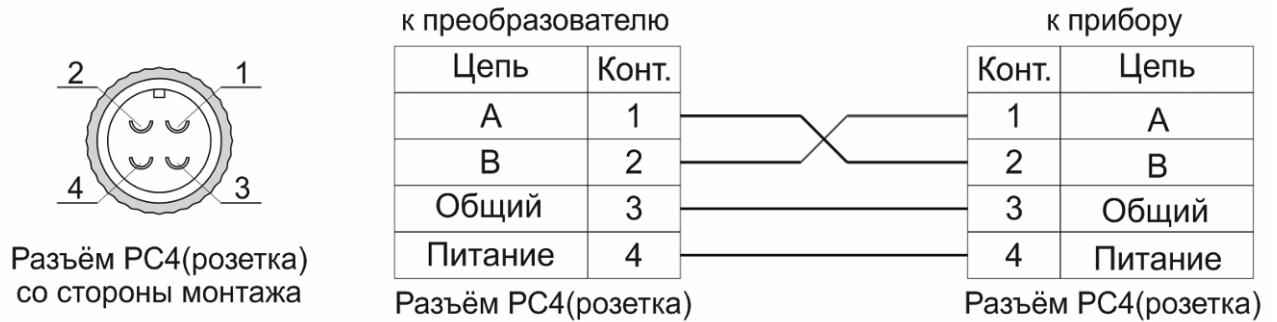 2 1
4 3
Разъём РС4(розетка)
со стороны монтажа
к преобразователю
Цепь Конт.
А 1
В 2
Общий 3
Питание 4
Разъём РС4(розетка)
к прибору
Конт. Цепь
1 А
2 В
3 Общий
4 Питание
Разъём РС4(розетка)